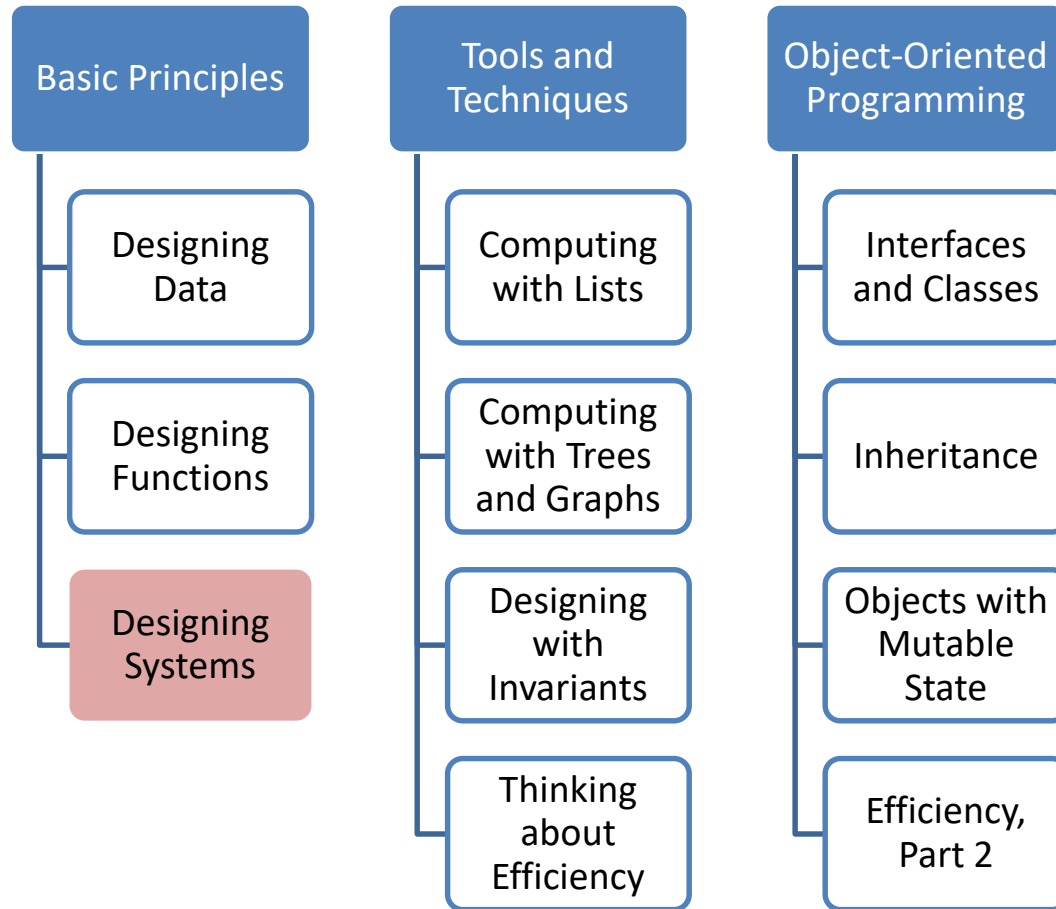 Basic Principles
Designing
Data
Designing
Functions
Designing
Systems
Tools and
Techniques
Computing
with Lists
Computing
with Trees
and Graphs
Designing
with
Invariants
Thinking
about
Efficiency
Object-Oriented
Programming
Interfaces
and Classes
Inheritance
Objects with
Mutable
State
Efficiency,
Part 2